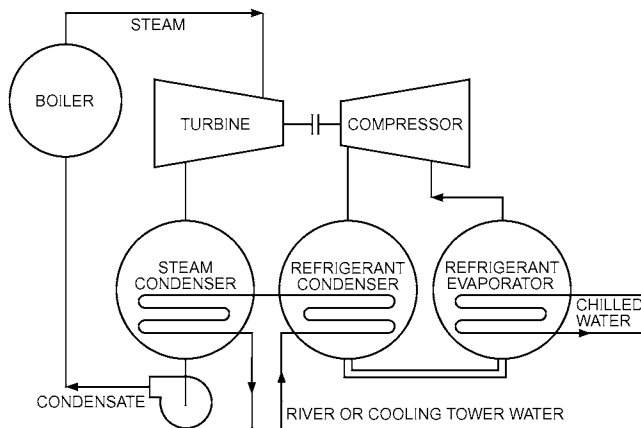 STEAM
BOILER
TURBINE
COMPRESSOR
STEAM
CONDENSER
REFRIGERANT
CONDENSER
REFRIGERANT
EVAPORATOR
CHILLED
WATER
CONDENSATE
RIVER OR COOLING TOWER WATER